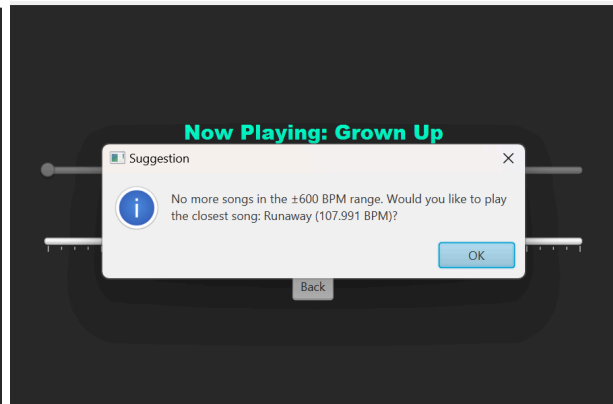 Now Playing: Grown Up
Suggestion
No more songs in the ±600 BPM range. Would you like to play
the closest song: Runaway (107.991 BPM)?
OK
Back